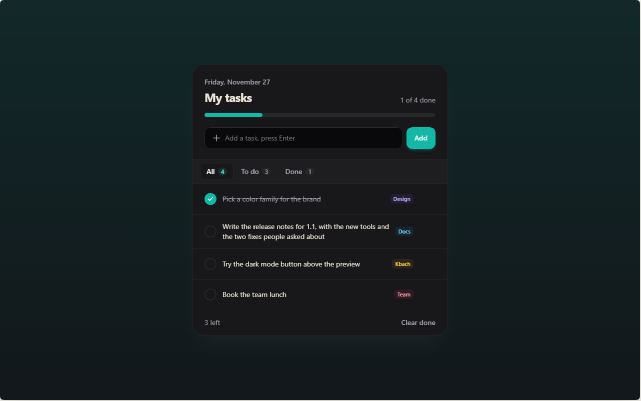 Friday, November 27
My tasks
1 of 4 done
Add a task, press Enter
Add
All 4 To do 3 Done 1
Pick a color family for the brand Design
Write the release notes for 1.1, with the new tools and
the two fixes people asked about Docs
Try the dark mode button above the preview Kbach
Book the team lunch Team
3 left Clear done